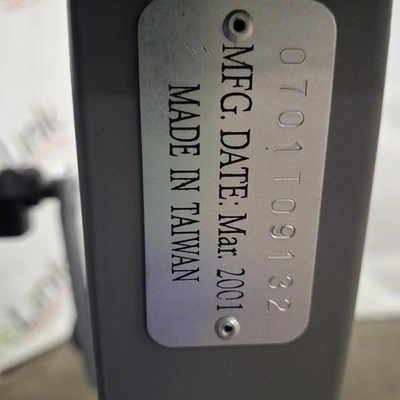 0701T09132
MFG. DATE: Mar. 2001
MADE IN TAIWAN